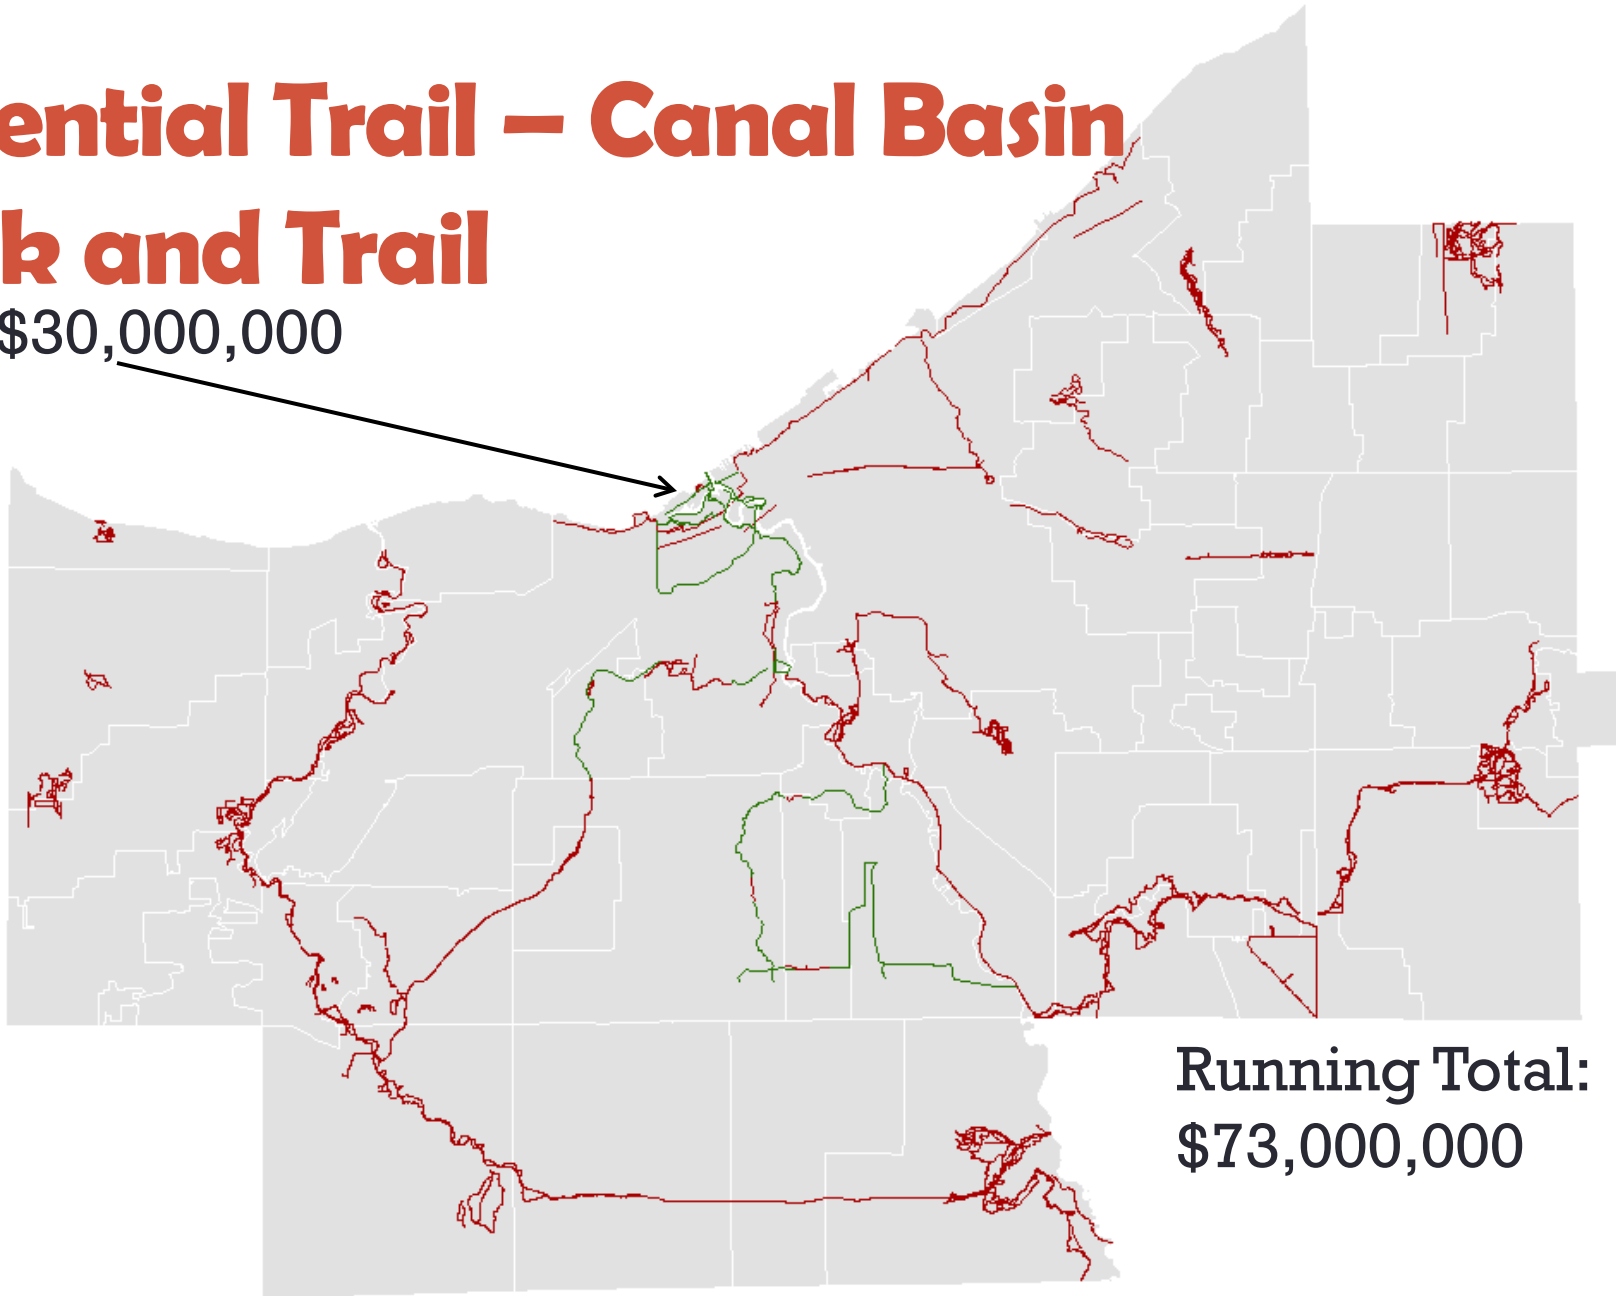 ential Trail – Canal Basin
k and Trail
$30,000,000
Running Total:
$73,000,000